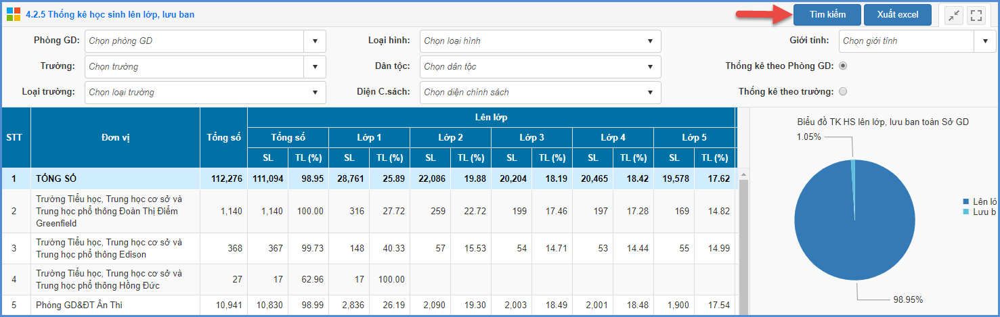 4.2.5 Thống kê học sinh lên lớp, lưu ban
Tìm kiếm
Xuất excel
Phòng GD: Chọn phòng GD
Loại hình: Chọn loại hình
Giới tính: Chọn giới tính
Trường: Chọn trường
Dân tộc: Chọn dân tộc
Thống kê theo Phòng GD:
Loại trường: Chọn loại trường
Diện C.sách: Chọn diện chính sách
Thống kê theo trường:
STT Đơn vị Tổng số Lên lớp
Tổng số Lớp 1 Lớp 2 Lớp 3 Lớp 4 Lớp 5
SL TL (%) SL TL (%) SL TL (%) SL TL (%) SL TL (%) SL TL (%)
1 TỔNG SỐ 112,276 111,094 98.95 28,761 25.89 22,086 19.88 20,204 18.19 20,465 18.42 19,578 17.62
Trường Tiểu học, Trung học cơ sở và
2 Trung học phổ thông Đoàn Thị Điểm 1,140 1,140 100.00 316 27.72 259 22.72 199 17.46 197 17.28 169 14.82
Greenfield
Trường Tiểu học, Trung học cơ sở và
3 Trung học phổ thông Edison 368 367 99.73 148 40.33 57 15.53 54 14.71 53 14.44 55 14.99
Trường Tiểu học, Trung học cơ sở và
4 Trung học phổ thông Hồng Đức 27 17 62.96 17 100.00
5 Phòng GD&ĐT Ân Thi 10,941 10,830 98.99 2,836 26.19 2,090 19.30 2,003 18.49 2,001 18.48 1,900 17.54
Biểu đồ TK HS lên lớp, lưu ban toàn Sở GD
1.05%
Lên ló
Lưu b
98.95%